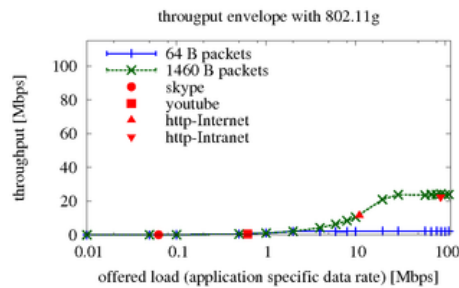 througput envelope with 802.11g
64 B packets
1460 B packets
skype
youtube
http-Internet
http-Intranet
throughput [Mbps]
100
80
60
40
20
0
0.01
0.1
1
10
100
offered load (application specific data rate) [Mbps]